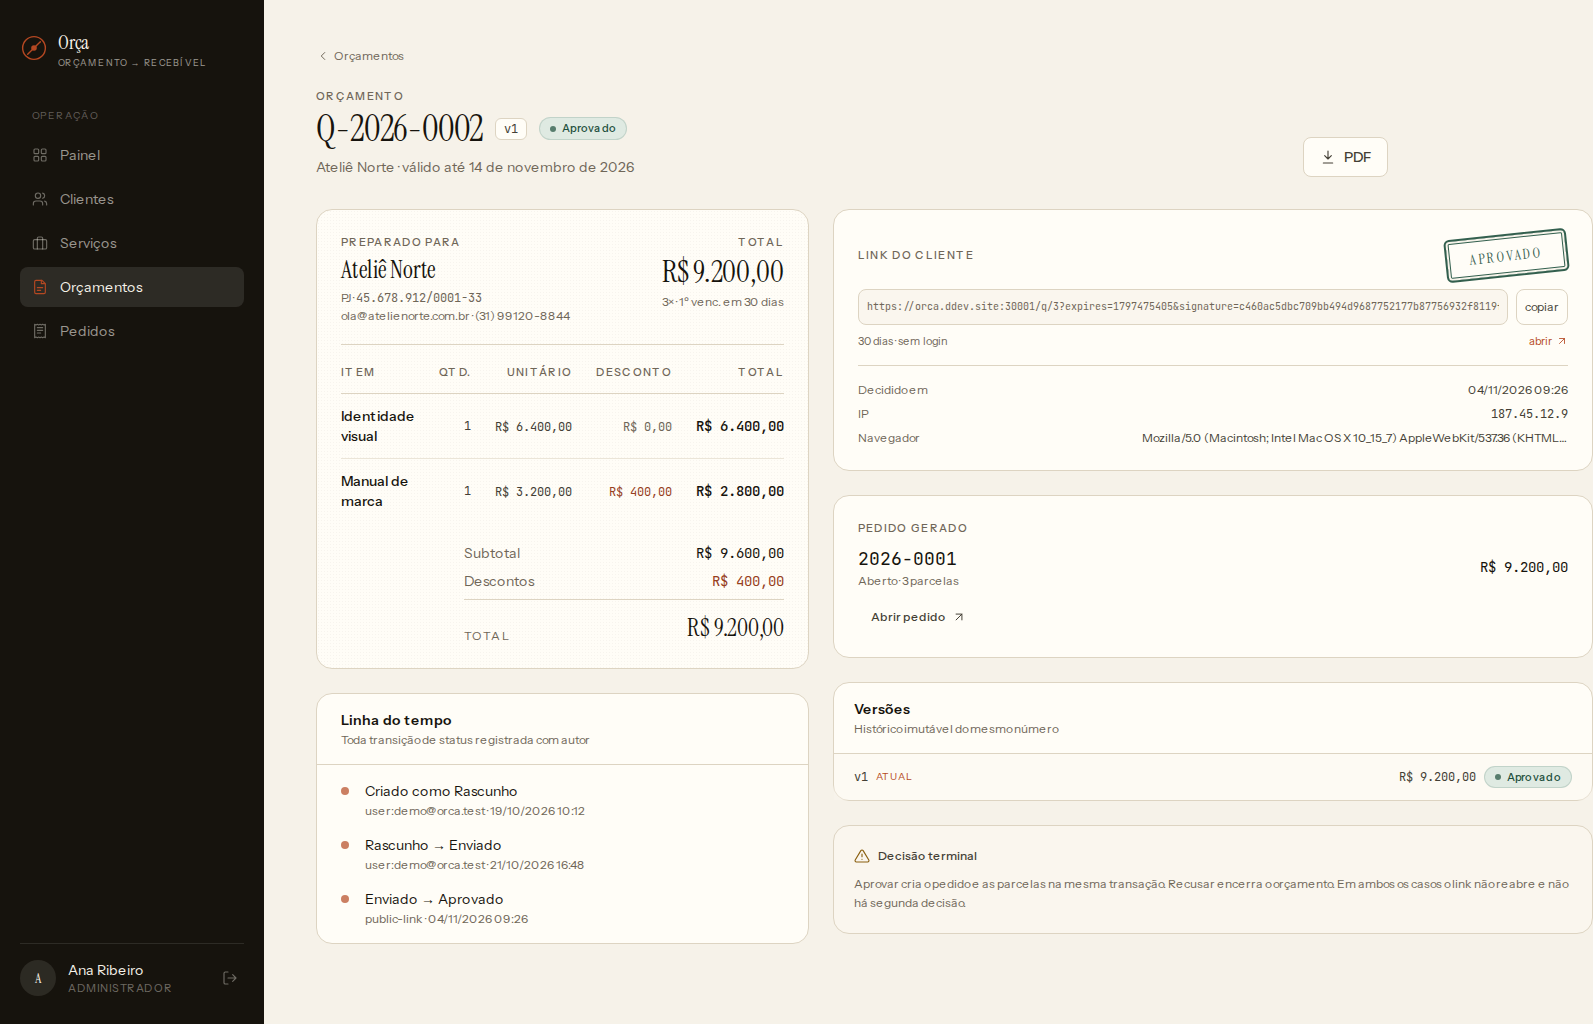 Orça
ORÇAMENTO → RECEBÍVEL
OPERAÇÃO
Painel
Clientes
Serviços
Orçamentos
Pedidos
Ana Ribeiro
A
ADMINISTRADOR
Orçamentos
ORÇAMENTO
Q-2026-0002 v1 Aprovado
Ateliê Norte · válido até 14 de novembro de 2026
PDF
PREPARADO PARA TOTAL
Ateliê Norte R$ 9.200,00
PJ · 45.678.912/0001-33 3× · 1º venc. em 30 dias
ola@atelienorte.com.br · (31) 99120-8844
ITEM QTD. UNITÁRIO DESCONTO TOTAL
Identidade
visual 1 R$ 6.400,00 R$ 0,00 R$ 6.400,00
Manual de
marca 1 R$ 3.200,00 R$ 400,00 R$ 2.800,00
Subtotal R$ 9.600,00
Descontos R$ 400,00
TOTAL R$ 9.200,00
Linha do tempo
Toda transição de status registrada com autor
Criado como Rascunho
user:demo@orca.test · 19/10/2026 10:12
Rascunho → Enviado
user:demo@orca.test · 21/10/2026 16:48
Enviado → Aprovado
public-link · 04/11/2026 09:26
LINK DO CLIENTE
APROVADO
https://orca.ddev.site:30001/q/3?expires=1797475405&signature=c460ac5dbc709bb494d9687752177b87756932f8119
copiar
30 dias · sem login abrir
Decidido em 04/11/2026 09:26
IP 187.45.12.9
Navegador Mozilla/5.0 (Macintosh; Intel Mac OS X 10_15_7) AppleWebKit/537.36 (KHTML…
PEDIDO GERADO
2026-0001 R$ 9.200,00
Aberto · 3 parcelas
Abrir pedido
Versões
Histórico imutável do mesmo número
v1 ATUAL R$ 9.200,00 Aprovado
Decisão terminal
Aprovar cria o pedido e as parcelas na mesma transação. Recusar encerra o orçamento. Em ambos os casos o link não reabre e não
há segunda decisão.